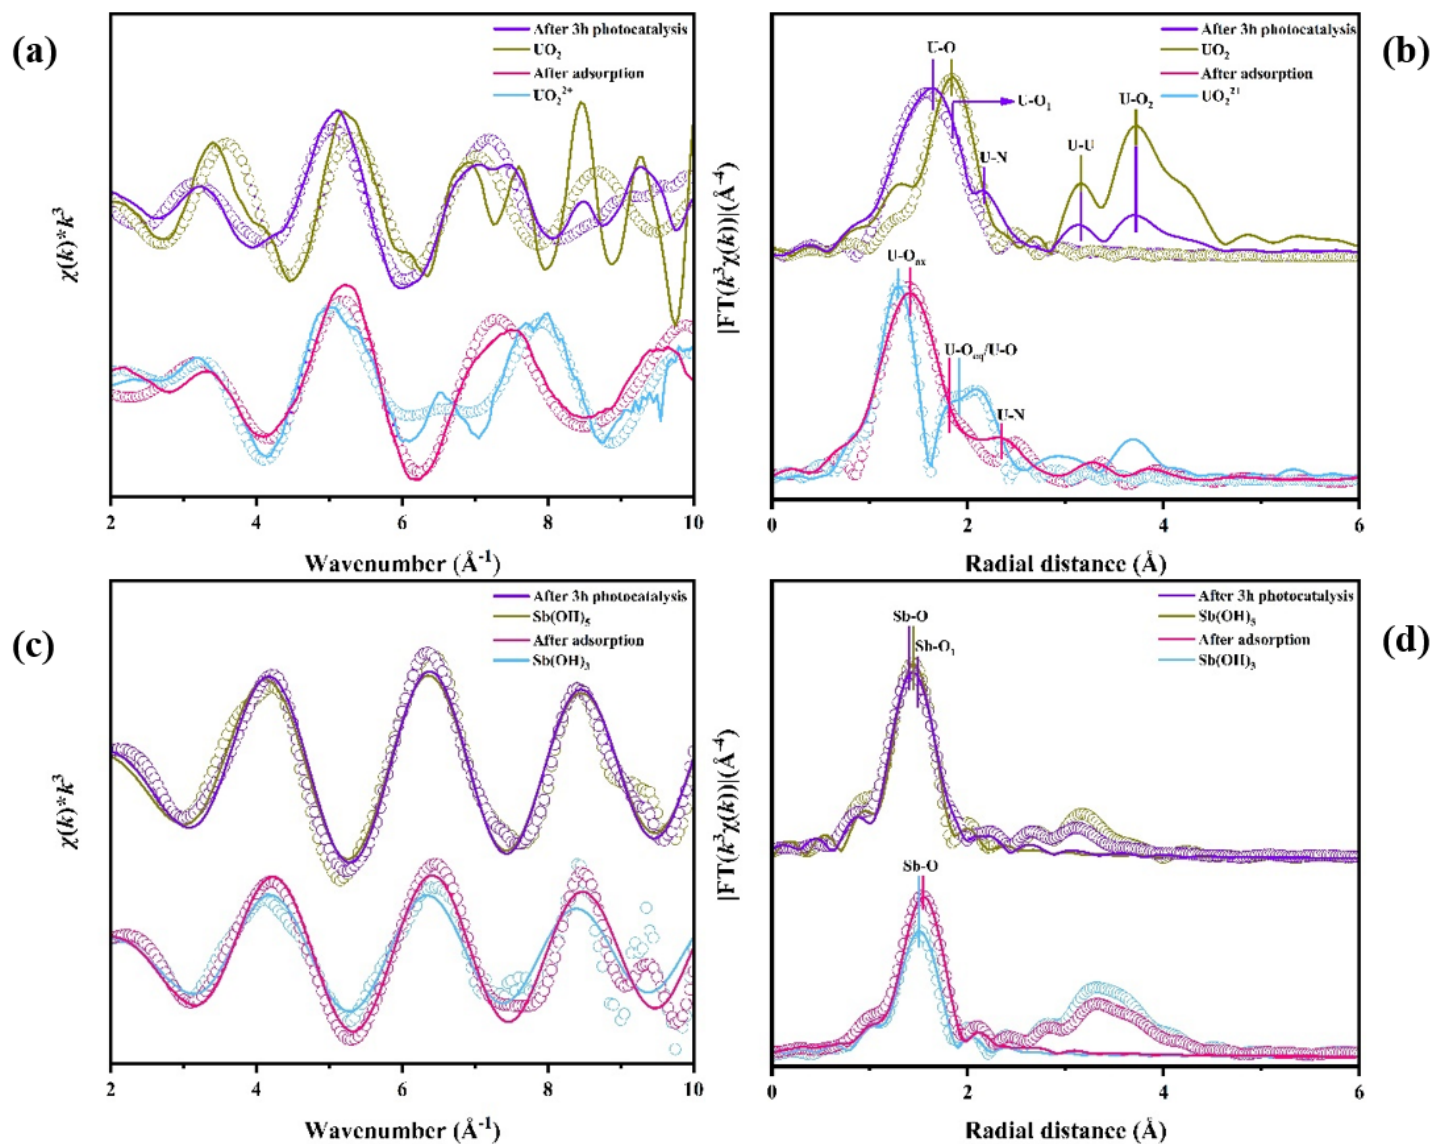 (a)
After 3h photocatalysis
UO₂
After adsorption
UO₂²⁺
χ(k)*k³
2 4 6 8 10
Wavenumber (Å⁻¹)
(b)
After 3h photocatalysis
UO₂
After adsorption
UO₂²⁺
U-O
U-O₁
U-N
U-U
U-O₂
U-Oₐₓ
U-Oeq/U-O
U-N
|FT(k³χ(k))|(Å⁻⁴)
0 2 4 6
Radial distance (Å)
(c)
After 3h photocatalysis
Sb(OH)₅
After adsorption
Sb(OH)₃
χ(k)*k³
2 4 6 8 10
Wavenumber (Å⁻¹)
(d)
After 3h photocatalysis
Sb(OH)₅
After adsorption
Sb(OH)₃
Sb-O
Sb-O₁
Sb-O
|FT(k³χ(k))|(Å⁻⁴)
0 2 4 6
Radial distance (Å)